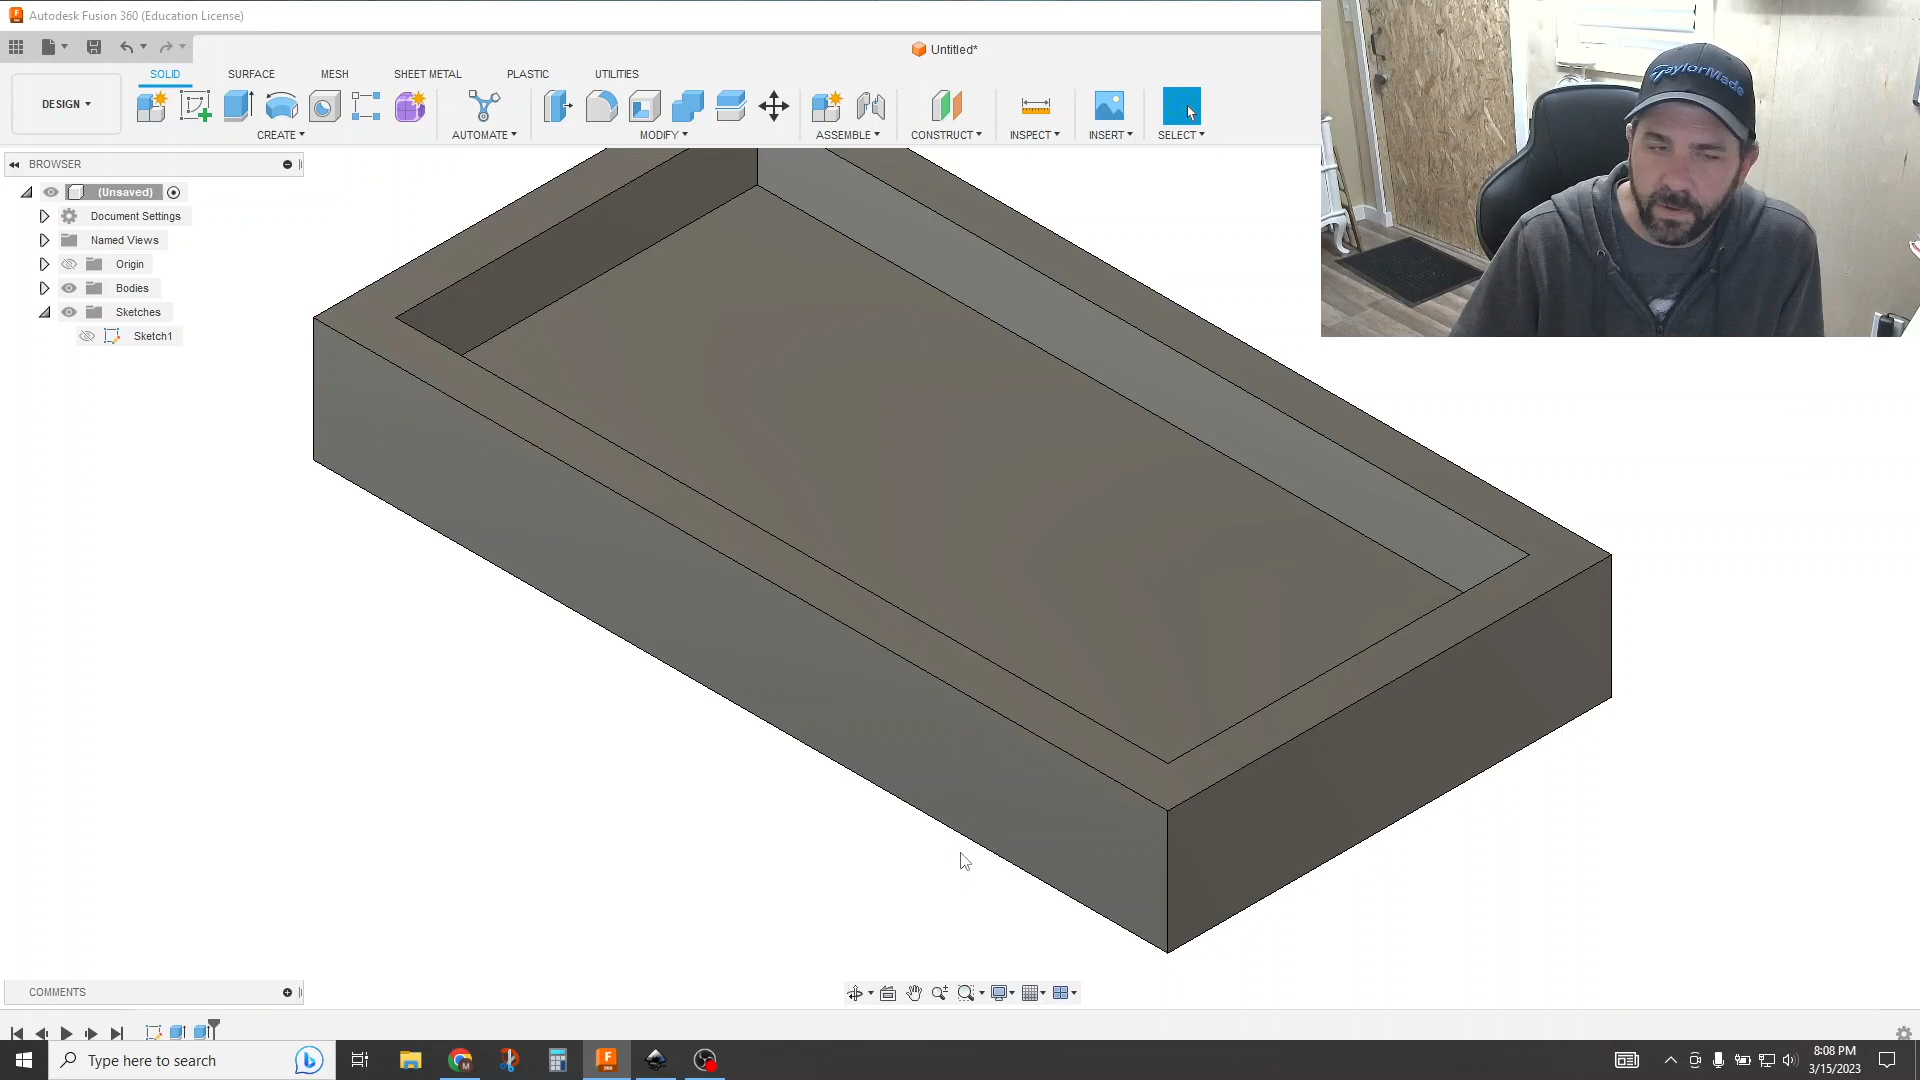 Autodesk Fusion 360 (Education License)
Untitled*
SOLID SURFACE MESH SHEET METAL PLASTIC UTILITIES
DESIGN
CREATE AUTOMATE MODIFY ASSEMBLE CONSTRUCT INSPECT INSERT SELECT
BROWSER
(Unsaved)
Document Settings
Named Views
Origin
Bodies
Sketches
Sketch1
TaylorMade
COMMENTS
Type here to search
F
360
8:08 PM
3/15/2023